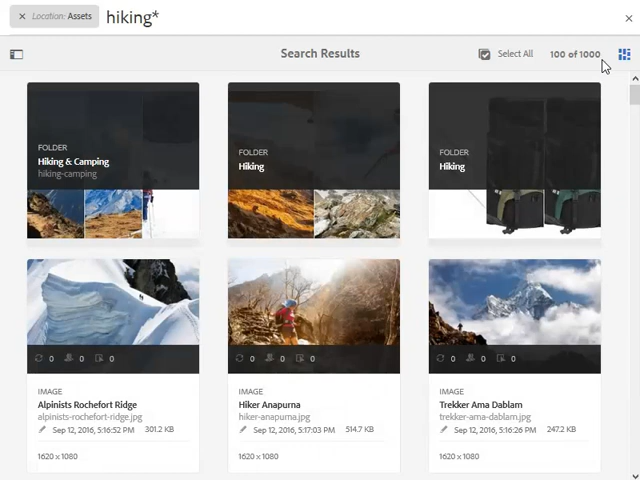 ✕ Location: Assets hiking* ✕
Search Results Select All 100 of 1000
FOLDER
Hiking & Camping
hiking-camping
FOLDER
Hiking
FOLDER
Hiking
0 0 0
IMAGE
Alpinists Rochefort Ridge
alpinists-rochefort-ridge.jpg
Sep 12, 2016, 5:16:52 PM 301.2 KB
1620 x 1080
0 0 0
IMAGE
Hiker Anapurna
hiker-anapurna.jpg
Sep 12, 2016, 5:17:03 PM 514.7 KB
1620 x 1080
0 0 0
IMAGE
Trekker Ama Dablam
trekker-ama-dablam.jpg
Sep 12, 2016, 5:16:26 PM 247.2 KB
1620 x 1080